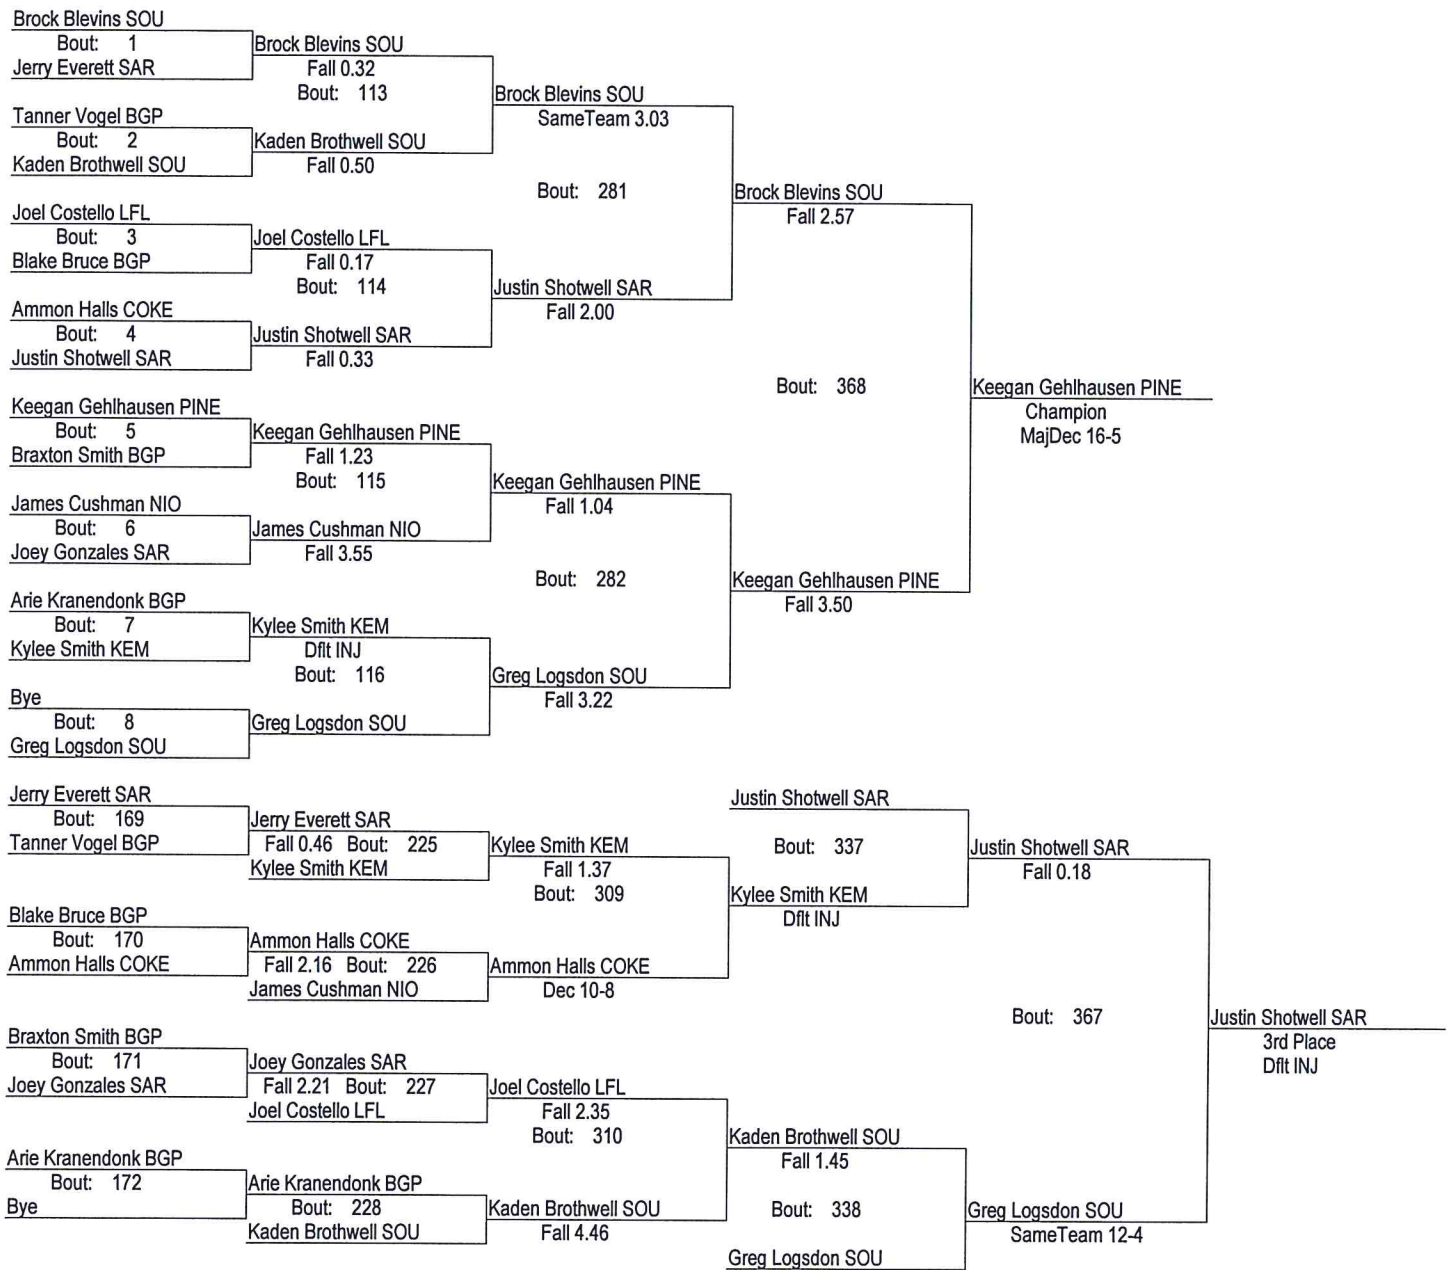 Brock Blevins SOU
Bout: 1
Jerry Everett SAR
Tanner Vogel BGP
Bout: 2
Kaden Brothwell SOU
Joel Costello LFL
Bout: 3
Blake Bruce BGP
Ammon Halls COKE
Bout: 4
Justin Shotwell SAR
Keegan Gehlhausen PINE
Bout: 5
Braxton Smith BGP
James Cushman NIO
Bout: 6
Joey Gonzales SAR
Arie Kranendonk BGP
Bout: 7
Kylee Smith KEM
Bye
Bout: 8
Greg Logsdon SOU
Brock Blevins SOU
Fall 0.32
Bout: 113
Kaden Brothwell SOU
Fall 0.50
Joel Costello LFL
Fall 0.17
Bout: 114
Justin Shotwell SAR
Fall 0.33
Keegan Gehlhausen PINE
Fall 1.23
Bout: 115
James Cushman NIO
Fall 3.55
Kylee Smith KEM
Dflt INJ
Bout: 116
Greg Logsdon SOU
Brock Blevins SOU
SameTeam 3.03
Bout: 281
Justin Shotwell SAR
Fall 2.00
Keegan Gehlhausen PINE
Fall 1.04
Bout: 282
Greg Logsdon SOU
Fall 3.22
Brock Blevins SOU
Fall 2.57
Bout: 368
Keegan Gehlhausen PINE
Fall 3.50
Keegan Gehlhausen PINE
Champion
MajDec 16-5
Jerry Everett SAR
Bout: 169
Tanner Vogel BGP
Blake Bruce BGP
Bout: 170
Ammon Halls COKE
Braxton Smith BGP
Bout: 171
Joey Gonzales SAR
Arie Kranendonk BGP
Bout: 172
Bye
Jerry Everett SAR
Fall 0.46 Bout: 225
Kylee Smith KEM
Ammon Halls COKE
Fall 2.16 Bout: 226
James Cushman NIO
Joey Gonzales SAR
Fall 2.21 Bout: 227
Joel Costello LFL
Arie Kranendonk BGP
Bout: 228
Kaden Brothwell SOU
Kylee Smith KEM
Fall 1.37
Bout: 309
Ammon Halls COKE
Dec 10-8
Joel Costello LFL
Fall 2.35
Bout: 310
Kaden Brothwell SOU
Fall 4.46
Justin Shotwell SAR
Bout: 337
Kylee Smith KEM
Dflt INJ
Kaden Brothwell SOU
Fall 1.45
Bout: 338
Greg Logsdon SOU
Justin Shotwell SAR
Fall 0.18
Bout: 367
Greg Logsdon SOU
SameTeam 12-4
Justin Shotwell SAR
3rd Place
Dflt INJ